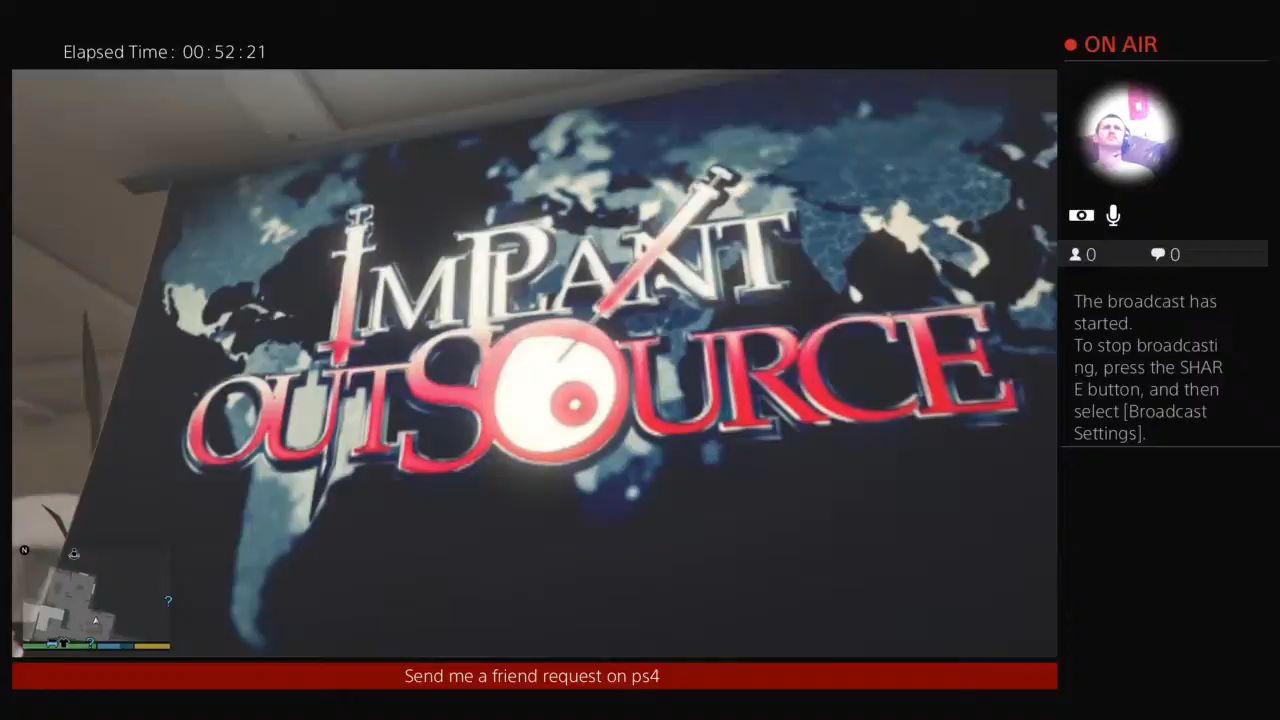 Elapsed Time: 00:52:21
ON AIR
IMPLANT
OUTSOURCE
0
0
The broadcast has
started.
To stop broadcasti
ng, press the SHAR
E button, and then
select [Broadcast
Settings].
N
?
?
Send me a friend request on ps4